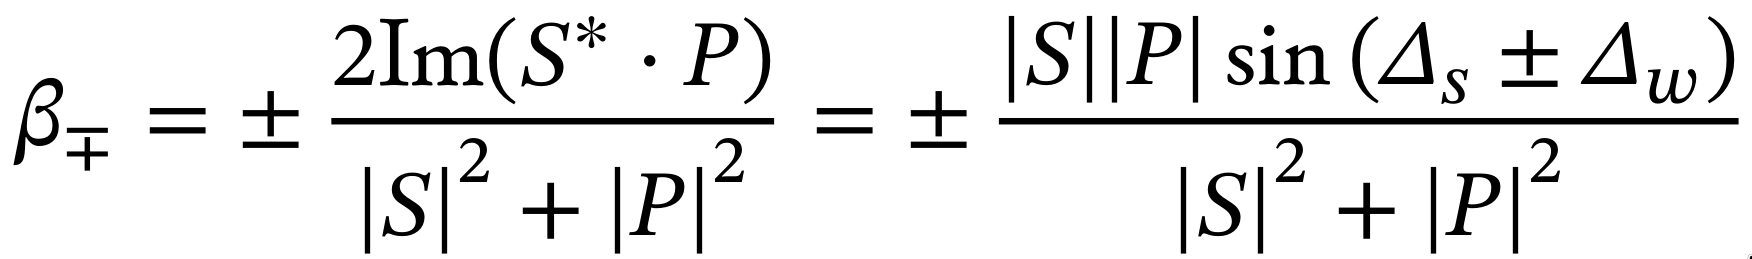 β∓ = ± 2Im(S* · P) / |S|² + |P|² = ± |S||P| sin (Δs ± Δw) / |S|² + |P|²